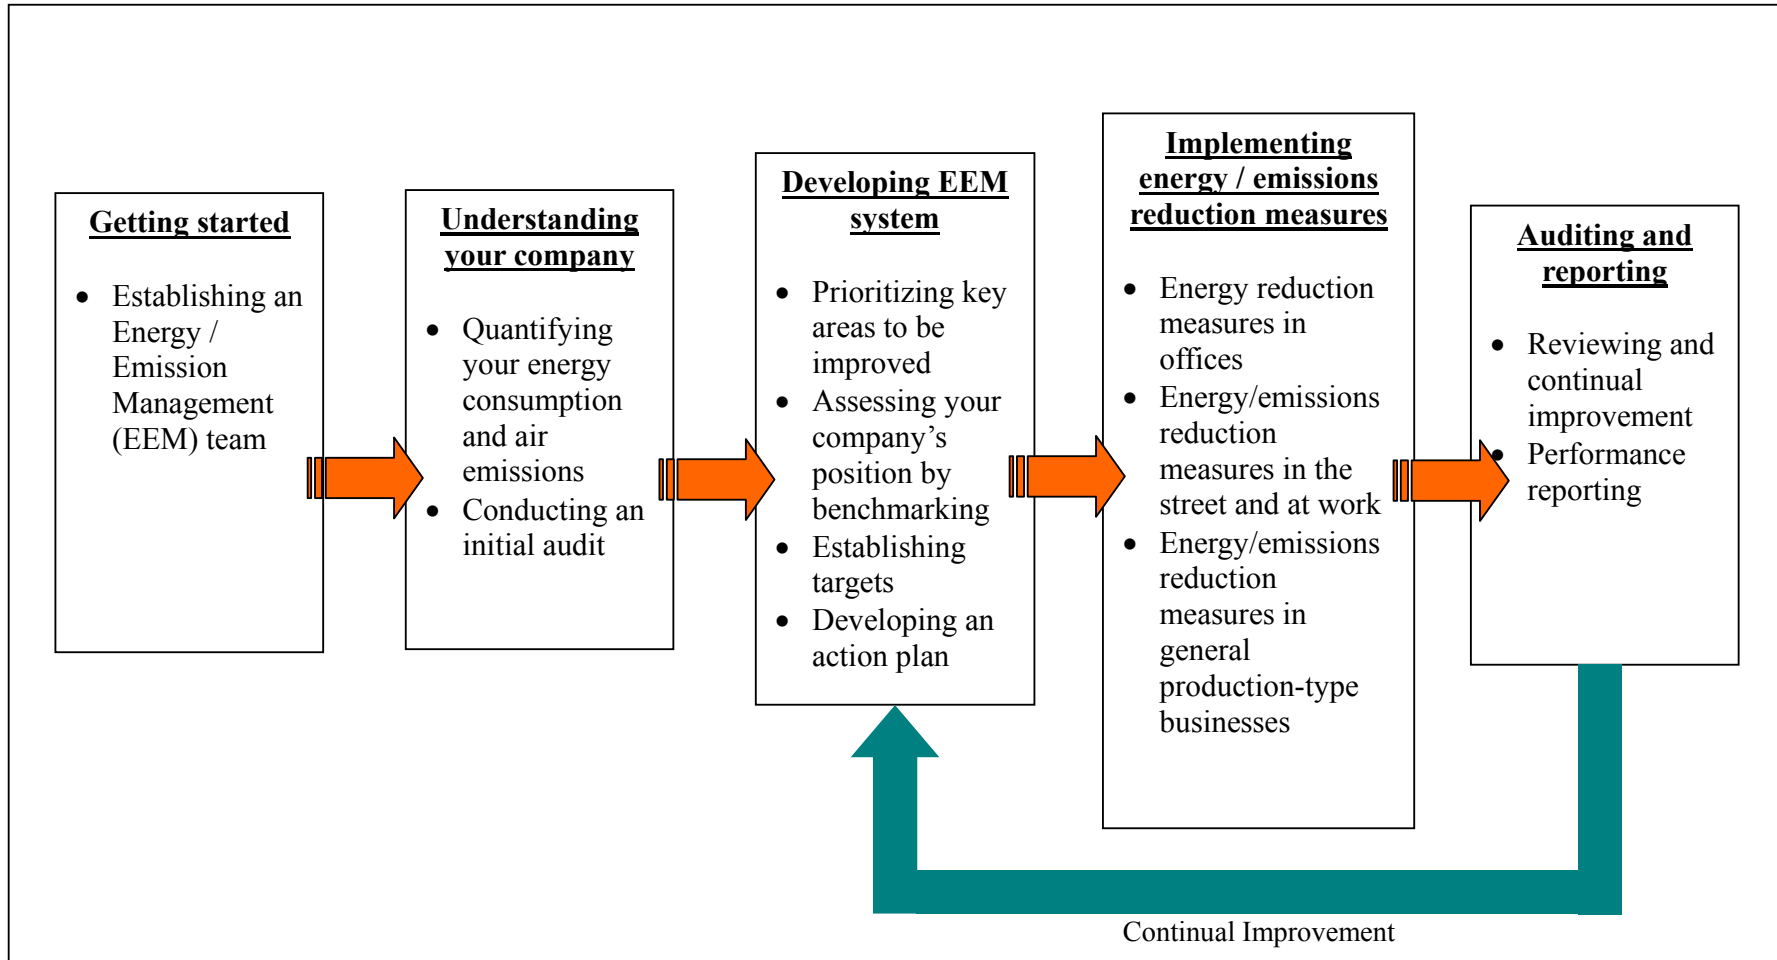 Getting started
• Establishing an
Energy /
Emission
Management
(EEM) team
Understanding
your company
• Quantifying
your energy
consumption
and air
emissions
• Conducting an
initial audit
Developing EEM
system
• Prioritizing key
areas to be
improved
• Assessing your
company’s
position by
benchmarking
• Establishing
targets
• Developing an
action plan
Implementing
energy / emissions
reduction measures
• Energy reduction
measures in
offices
• Energy/emissions
reduction
measures in the
street and at work
• Energy/emissions
reduction
measures in
general
production-type
businesses
Auditing and
reporting
• Reviewing and
continual
improvement
• Performance
reporting
Continual Improvement